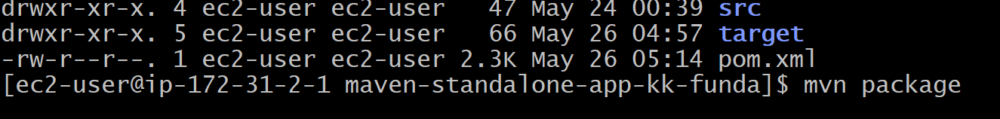 drwxr-xr-x. 4 ec2-user ec2-user   47 May 24 00:39 src
drwxr-xr-x. 5 ec2-user ec2-user   66 May 26 04:57 target
-rw-r--r--. 1 ec2-user ec2-user 2.3K May 26 05:14 pom.xml
[ec2-user@ip-172-31-2-1 maven-standalone-app-kk-funda]$ mvn package